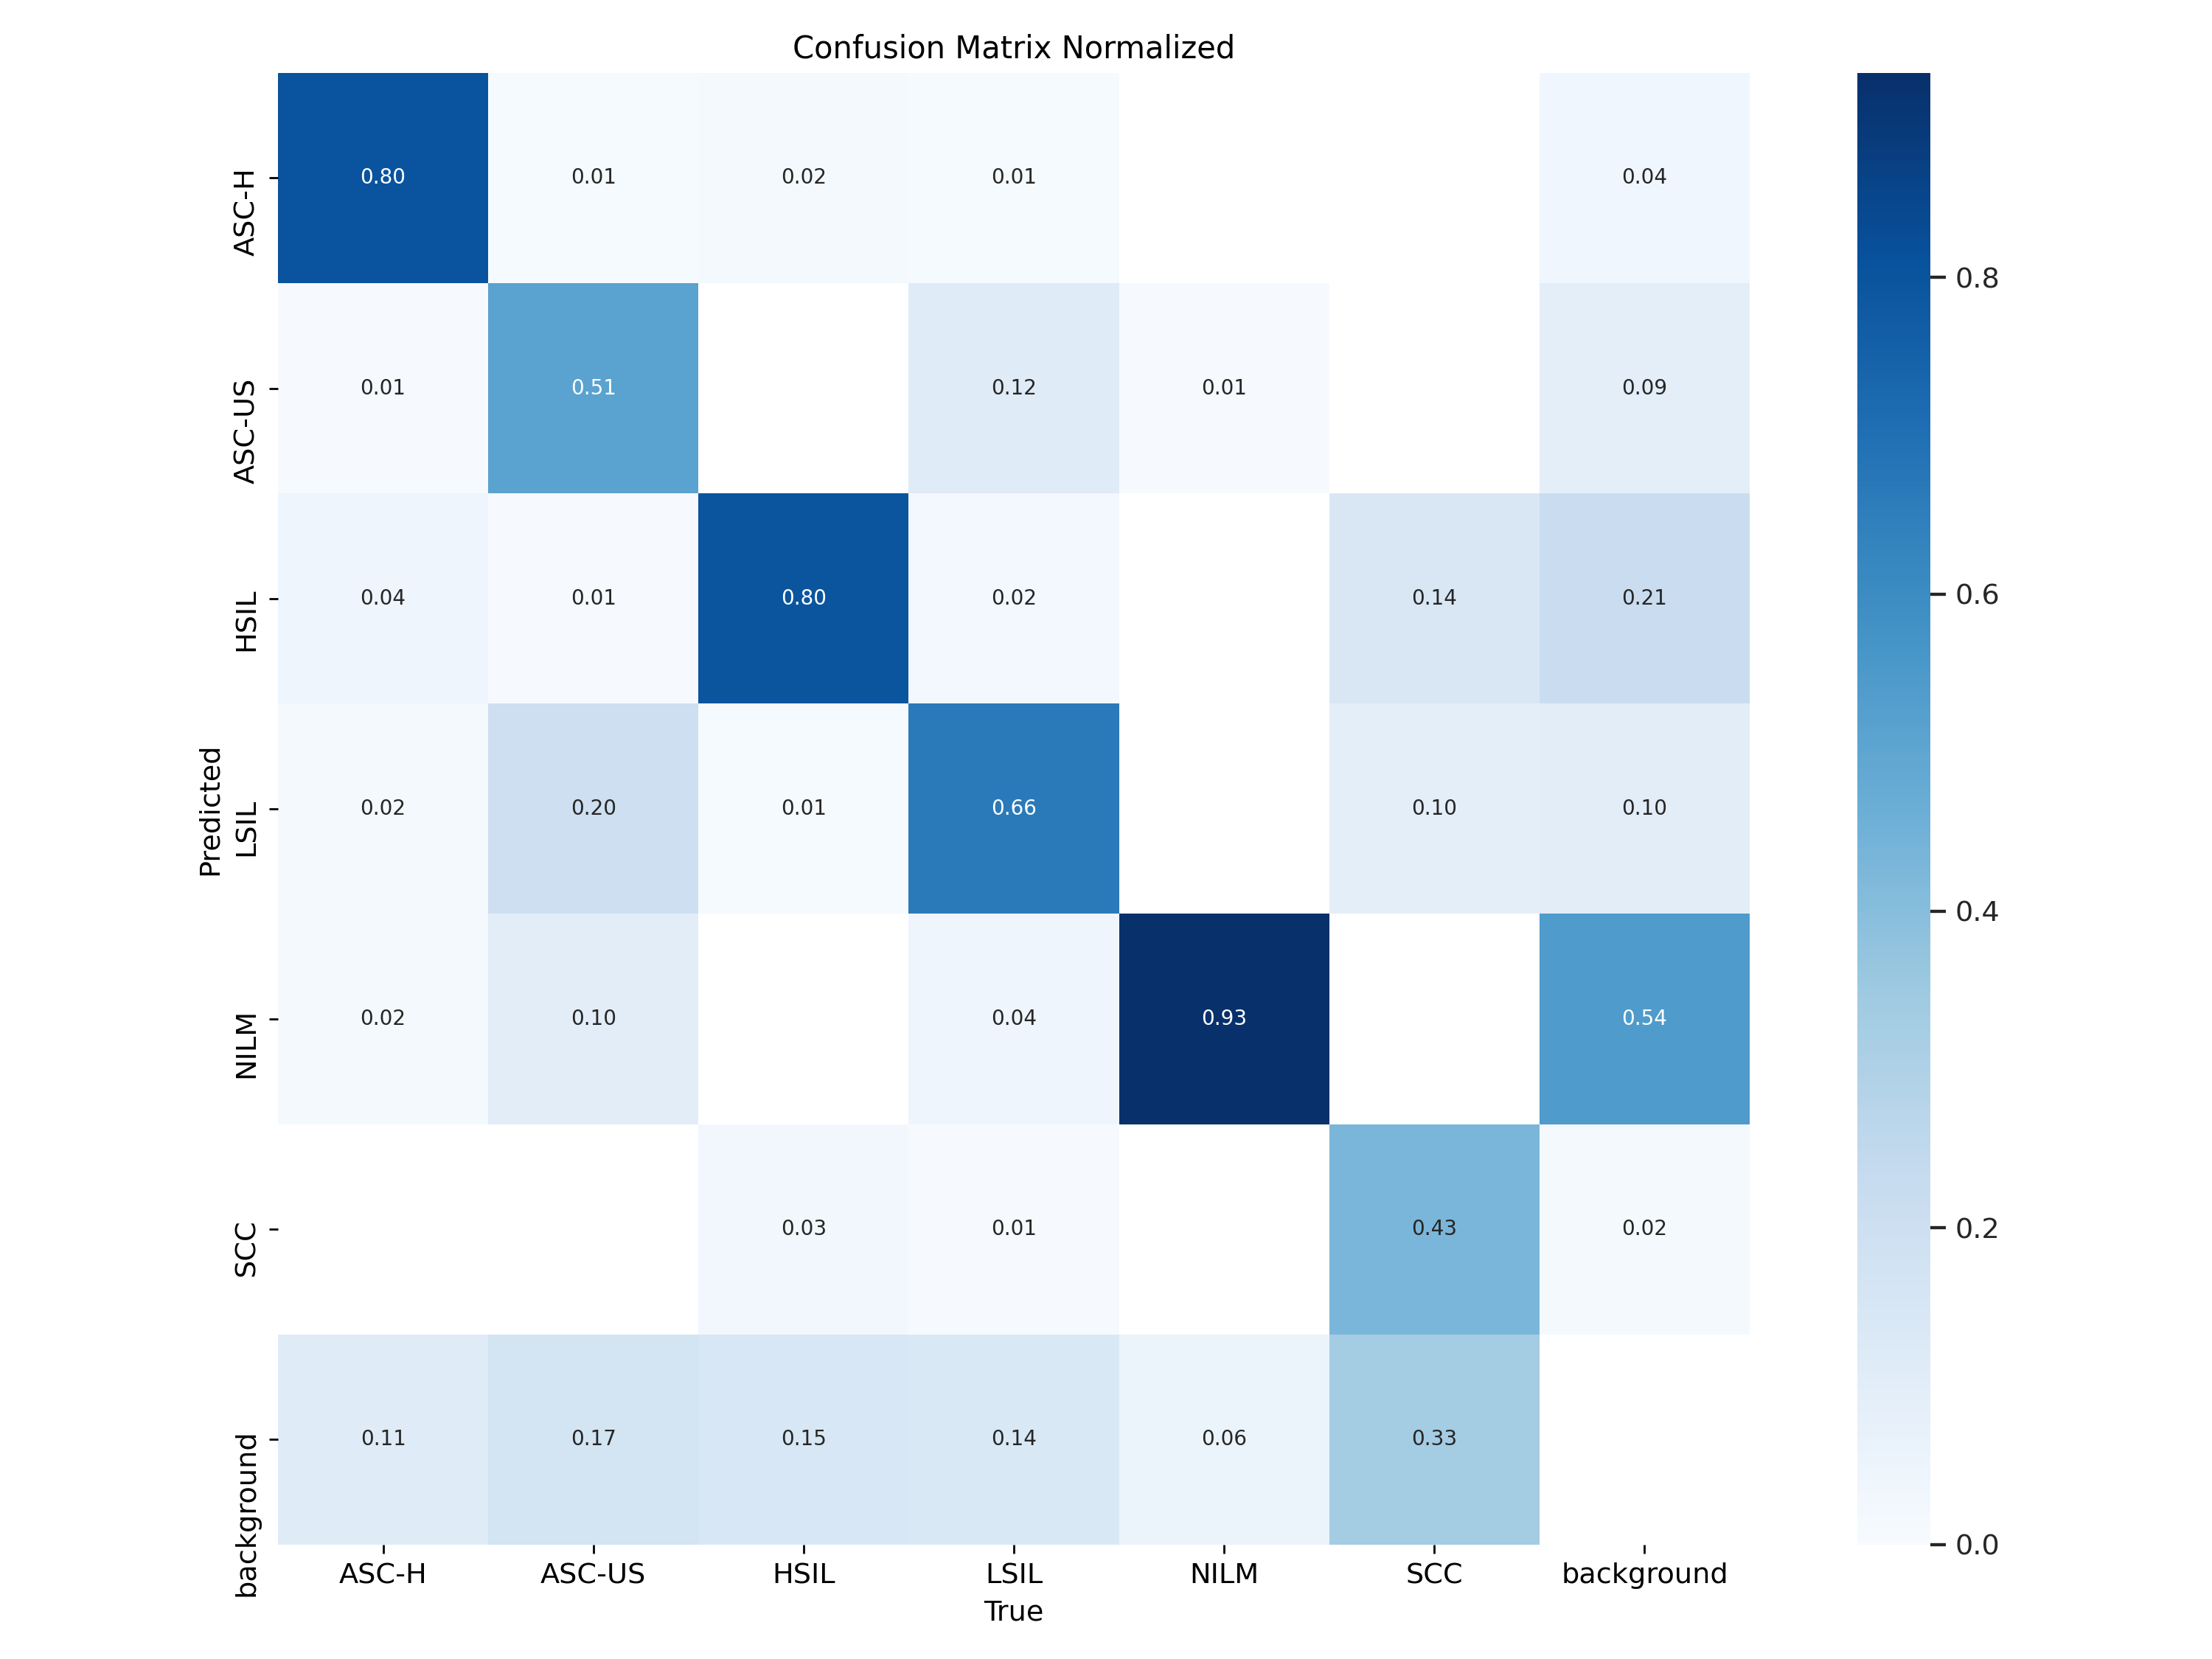 Confusion Matrix Normalized
ASC-H 0.80 0.01 0.02 0.01 0.04
ASC-US 0.01 0.51 0.12 0.01 0.09
HSIL 0.04 0.01 0.80 0.02 0.14 0.21
LSIL 0.02 0.20 0.01 0.66 0.10 0.10
NILM 0.02 0.10 0.04 0.93 0.54
SCC 0.03 0.01 0.43 0.02
background 0.11 0.17 0.15 0.14 0.06 0.33
Predicted
ASC-H ASC-US HSIL LSIL NILM SCC background
True
0.8
0.6
0.4
0.2
0.0